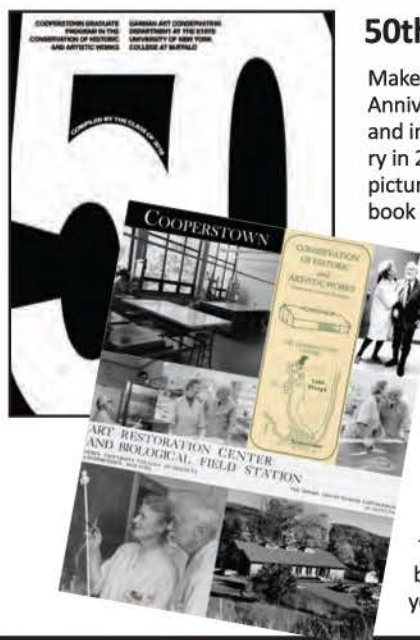 COOPERSTOWN GRADUATE
PROGRAM IN THE
CONSERVATION OF HISTORIC
AND ARTISTIC WORKS
GARMAN ART CONSERVATION
DEPARTMENT AT THE STATE
UNIVERSITY OF NEW YORK
COLLEGE AT BUFFALO
50
COMPILED BY THE CLASS OF
COOPERSTOWN
CONSERVATION
OF HISTORIC
and
ARTISTIC WORKS
ART RESTORATION CENTER
AND BIOLOGICAL FIELD STATION
50th
Make
Anniv
and in
ry in 2
pictur
book
b
y